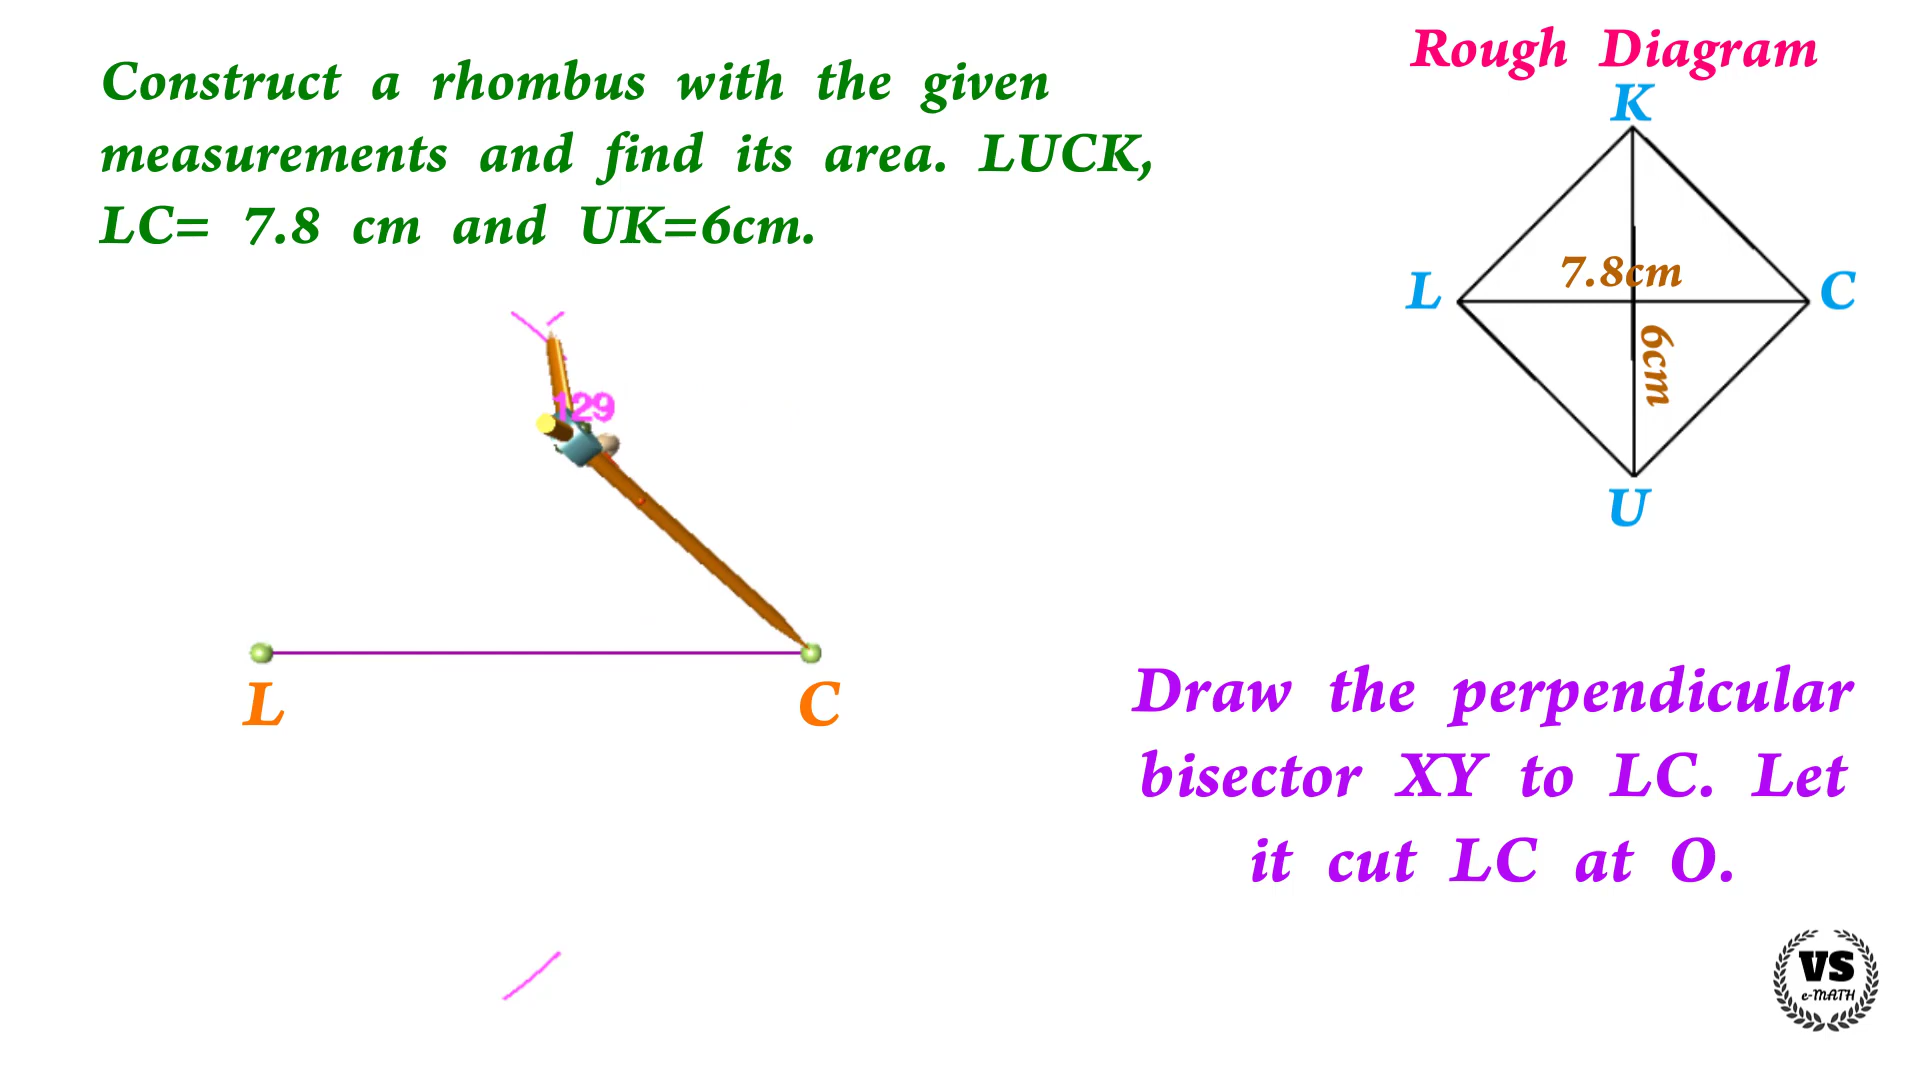 Construct a rhombus with the given
measurements and find its area. LUCK,
LC= 7.8 cm and UK=6cm.
Rough Diagram
K
L
7.8cm
C
6cm
U
129
L
C
Draw the perpendicular
bisector XY to LC. Let
it cut LC at O.
VS
e-MATH